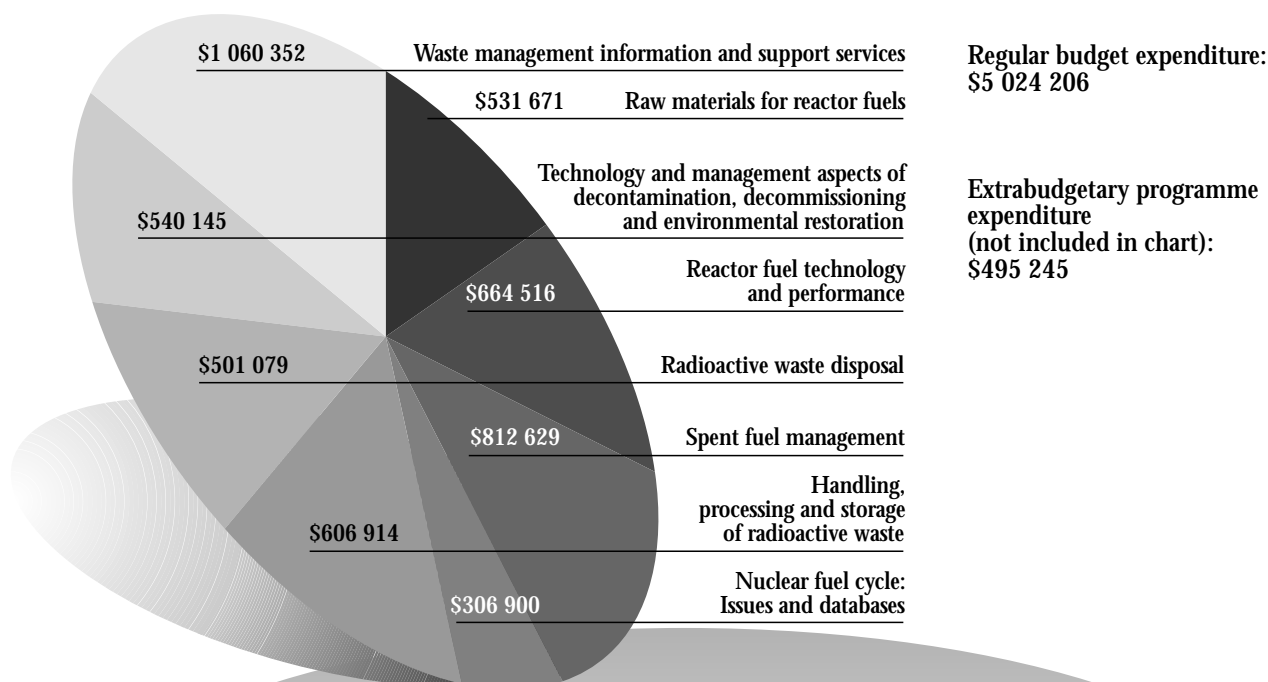 $1 060 352 Waste management information and support services
$531 671 Raw materials for reactor fuels
Technology and management aspects of
decontamination, decommissioning
$540 145 and environmental restoration
Reactor fuel technology
$664 516 and performance
$501 079 Radioactive waste disposal
$812 629 Spent fuel management
Handling,
processing and storage
$606 914 of radioactive waste
Nuclear fuel cycle:
$306 900 Issues and databases
Regular budget expenditure:
$5 024 206
Extrabudgetary programme
expenditure
(not included in chart):
$495 245